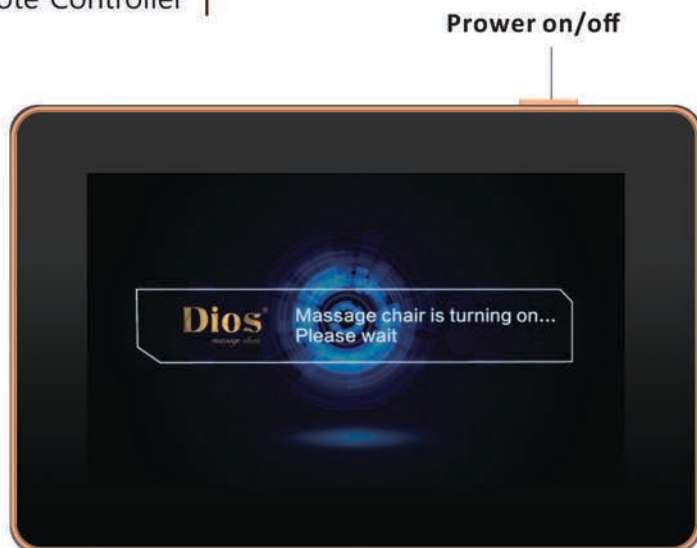 ote Controller
Prower on/off
Dios®
massage chair
Massage chair is turning on...
Please wait